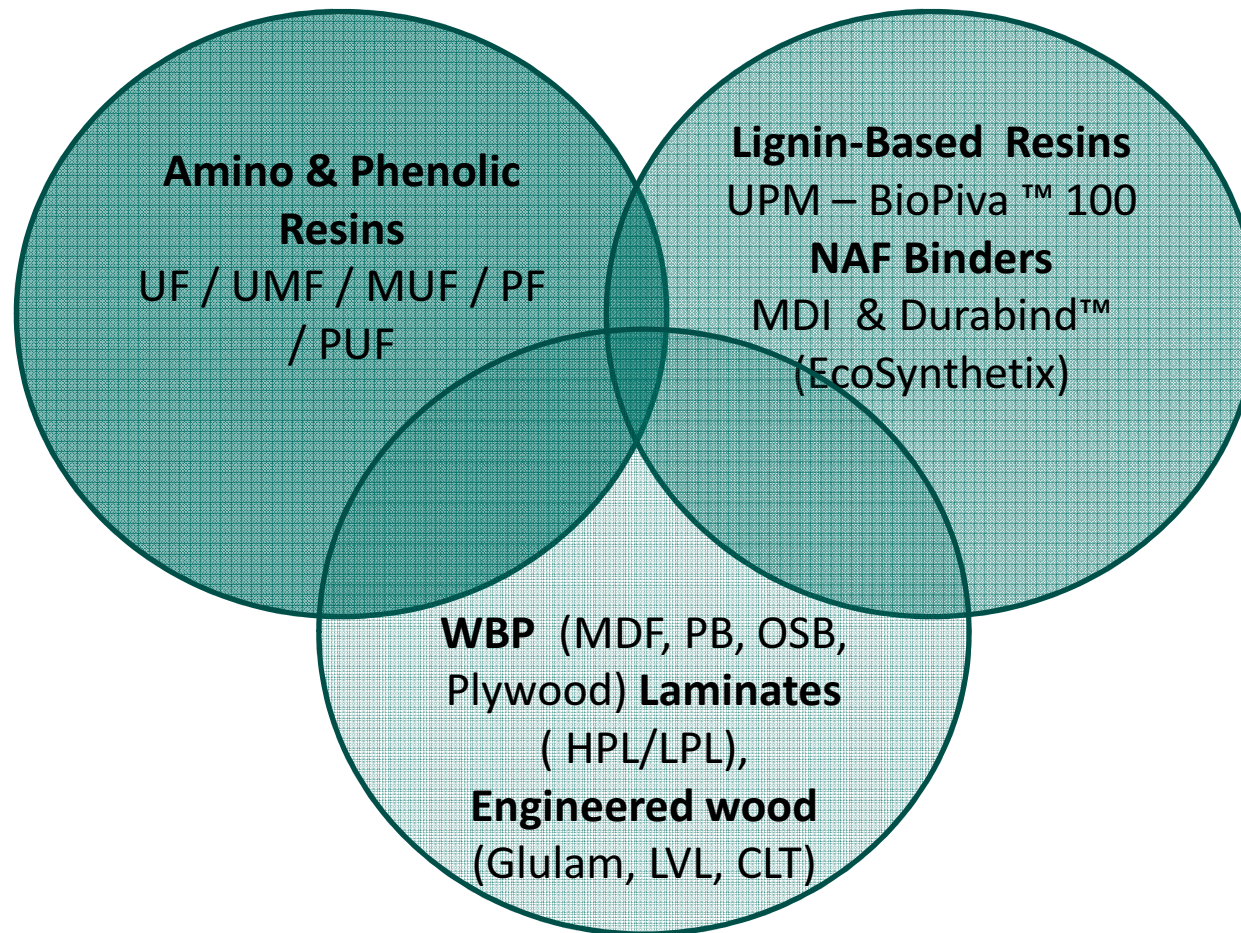 Amino & Phenolic
Resins
UF / UMF / MUF / PF
/ PUF
Lignin-Based  Resins
UPM – BioPiva ™ 100
NAF Binders
MDI  & Durabind™
(EcoSynthetix)
WBP  (MDF, PB, OSB,
Plywood) Laminates
( HPL/LPL),
Engineered wood
(Glulam, LVL, CLT)